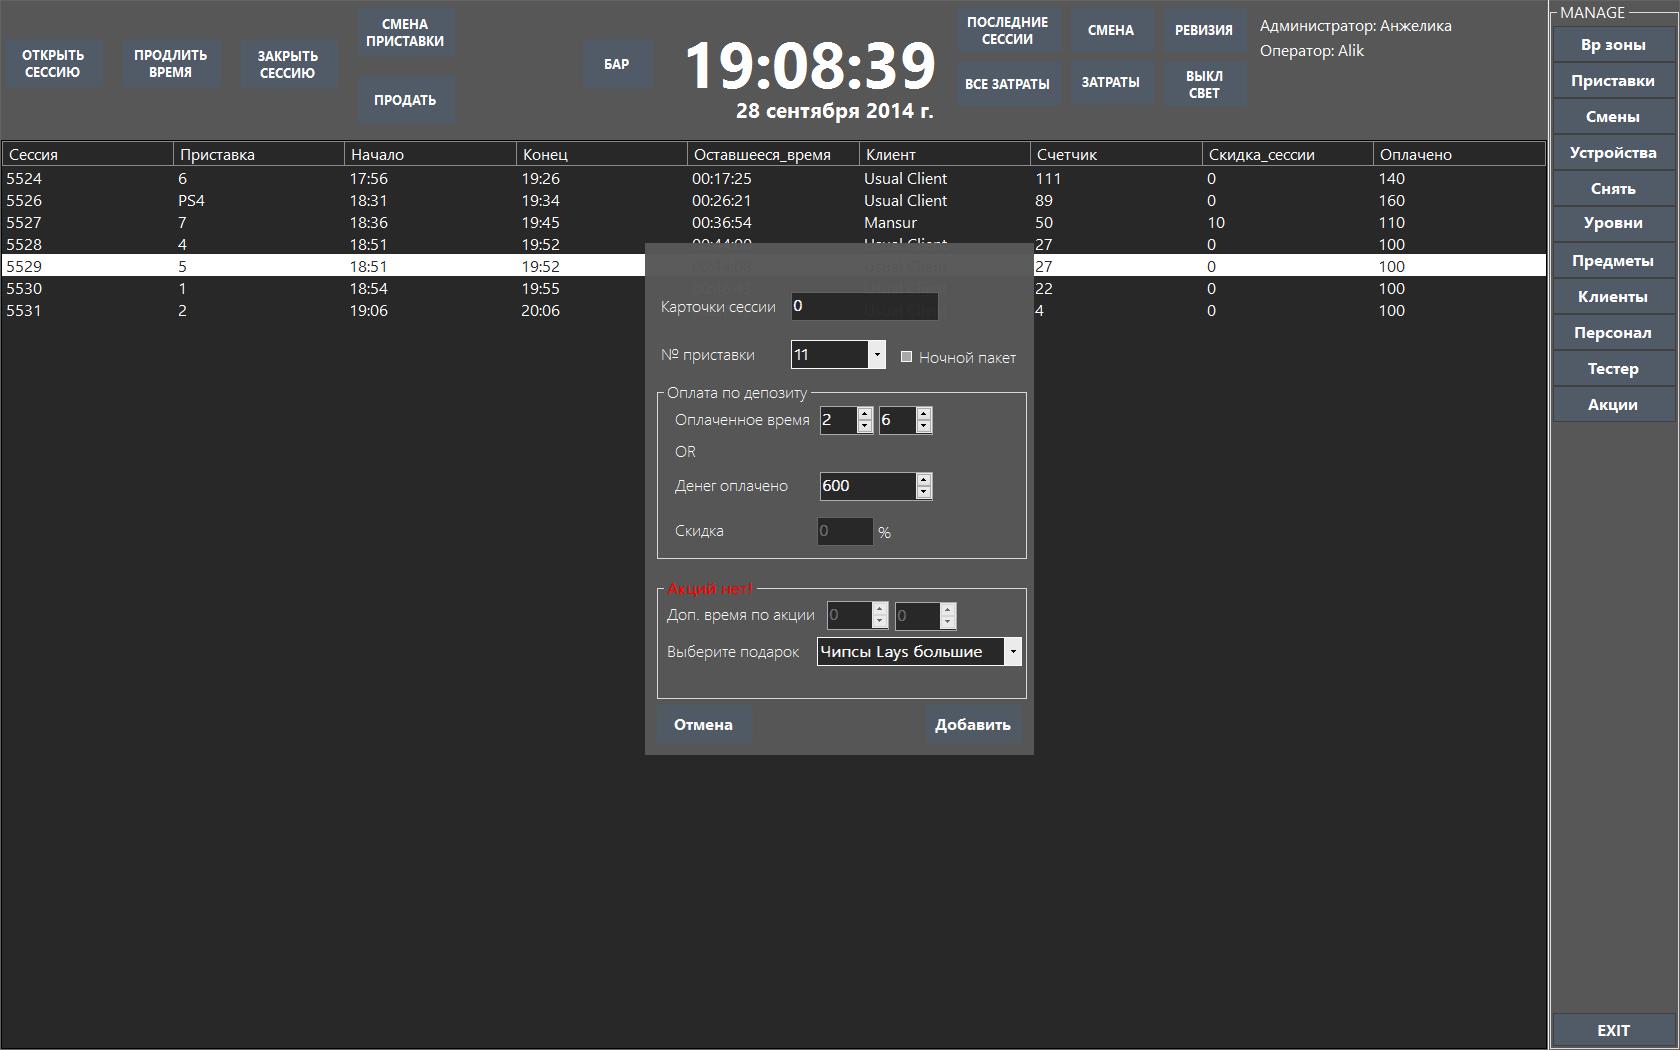 ОТКРЫТЬ
СЕССИЮ
ПРОДЛИТЬ
ВРЕМЯ
ЗАКРЫТЬ
СЕССИЮ
СМЕНА
ПРИСТАВКИ
ПРОДАТЬ
БАР
19:08:39
28 сентября 2014 г.
ПОСЛЕДНИЕ
СЕССИИ
СМЕНА
РЕВИЗИЯ
ВСЕ ЗАТРАТЫ
ЗАТРАТЫ
ВЫКЛ
СВЕТ
Администратор: Анжелика
Оператор: Alik
MANAGE
Вр зоны
Приставки
Смены
Устройства
Снять
Уровни
Предметы
Клиенты
Персонал
Тестер
Акции
EXIT
Сессия Приставка Начало Конец Оставшееся_время Клиент Счетчик Скидка_сессии Оплачено
5524 6 17:56 19:26 00:17:25 Usual Client 111 0 140
5526 PS4 18:31 19:34 00:26:21 Usual Client 89 0 160
5527 7 18:36 19:45 00:36:54 Mansur 50 10 110
5528 4 18:51 19:52 27 0 100
5529 5 18:51 19:52 27 0 100
5530 1 18:54 19:55 22 0 100
5531 2 19:06 20:06 4 0 100
Карточки сессии 0
№ приставки 11 Ночной пакет
Оплата по депозиту
Оплаченное время 2 6
OR
Денег оплачено 600
Скидка 0 %
Акций нет!
Доп. время по акции 0 0
Выберите подарок Чипсы Lays большие
Отмена Добавить